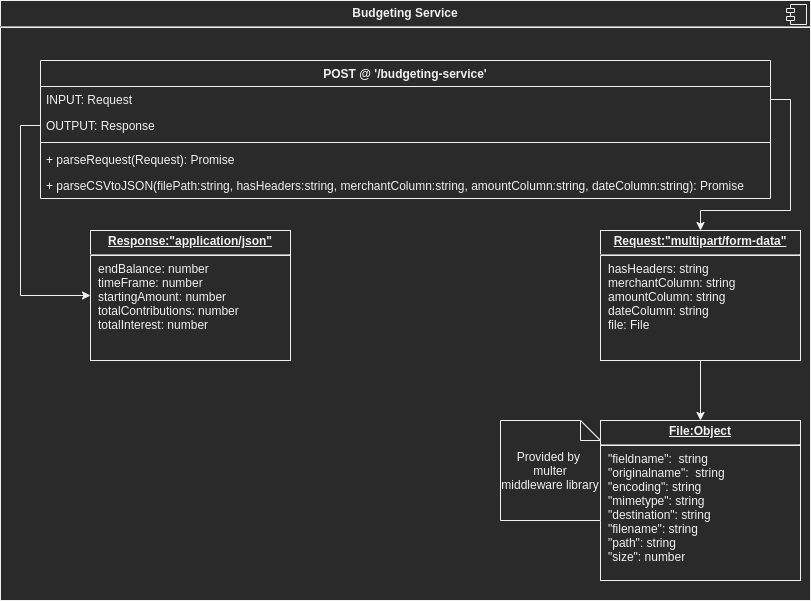 Budgeting Service
POST @ '/budgeting-service'
INPUT: Request
OUTPUT: Response
+ parseRequest(Request): Promise
+ parseCSVtoJSON(filePath:string, hasHeaders:string, merchantColumn:string, amountColumn:string, dateColumn:string): Promise
Response:"application/json"
endBalance: number
timeFrame: number
startingAmount: number
totalContributions: number
totalInterest: number
Request:"multipart/form-data"
hasHeaders: string
merchantColumn: string
amountColumn: string
dateColumn: string
file: File
Provided by
multer
middleware library
File:Object
"fieldname":  string
"originalname":  string
"encoding": string
"mimetype": string
"destination": string
"filename": string
"path": string
"size": number